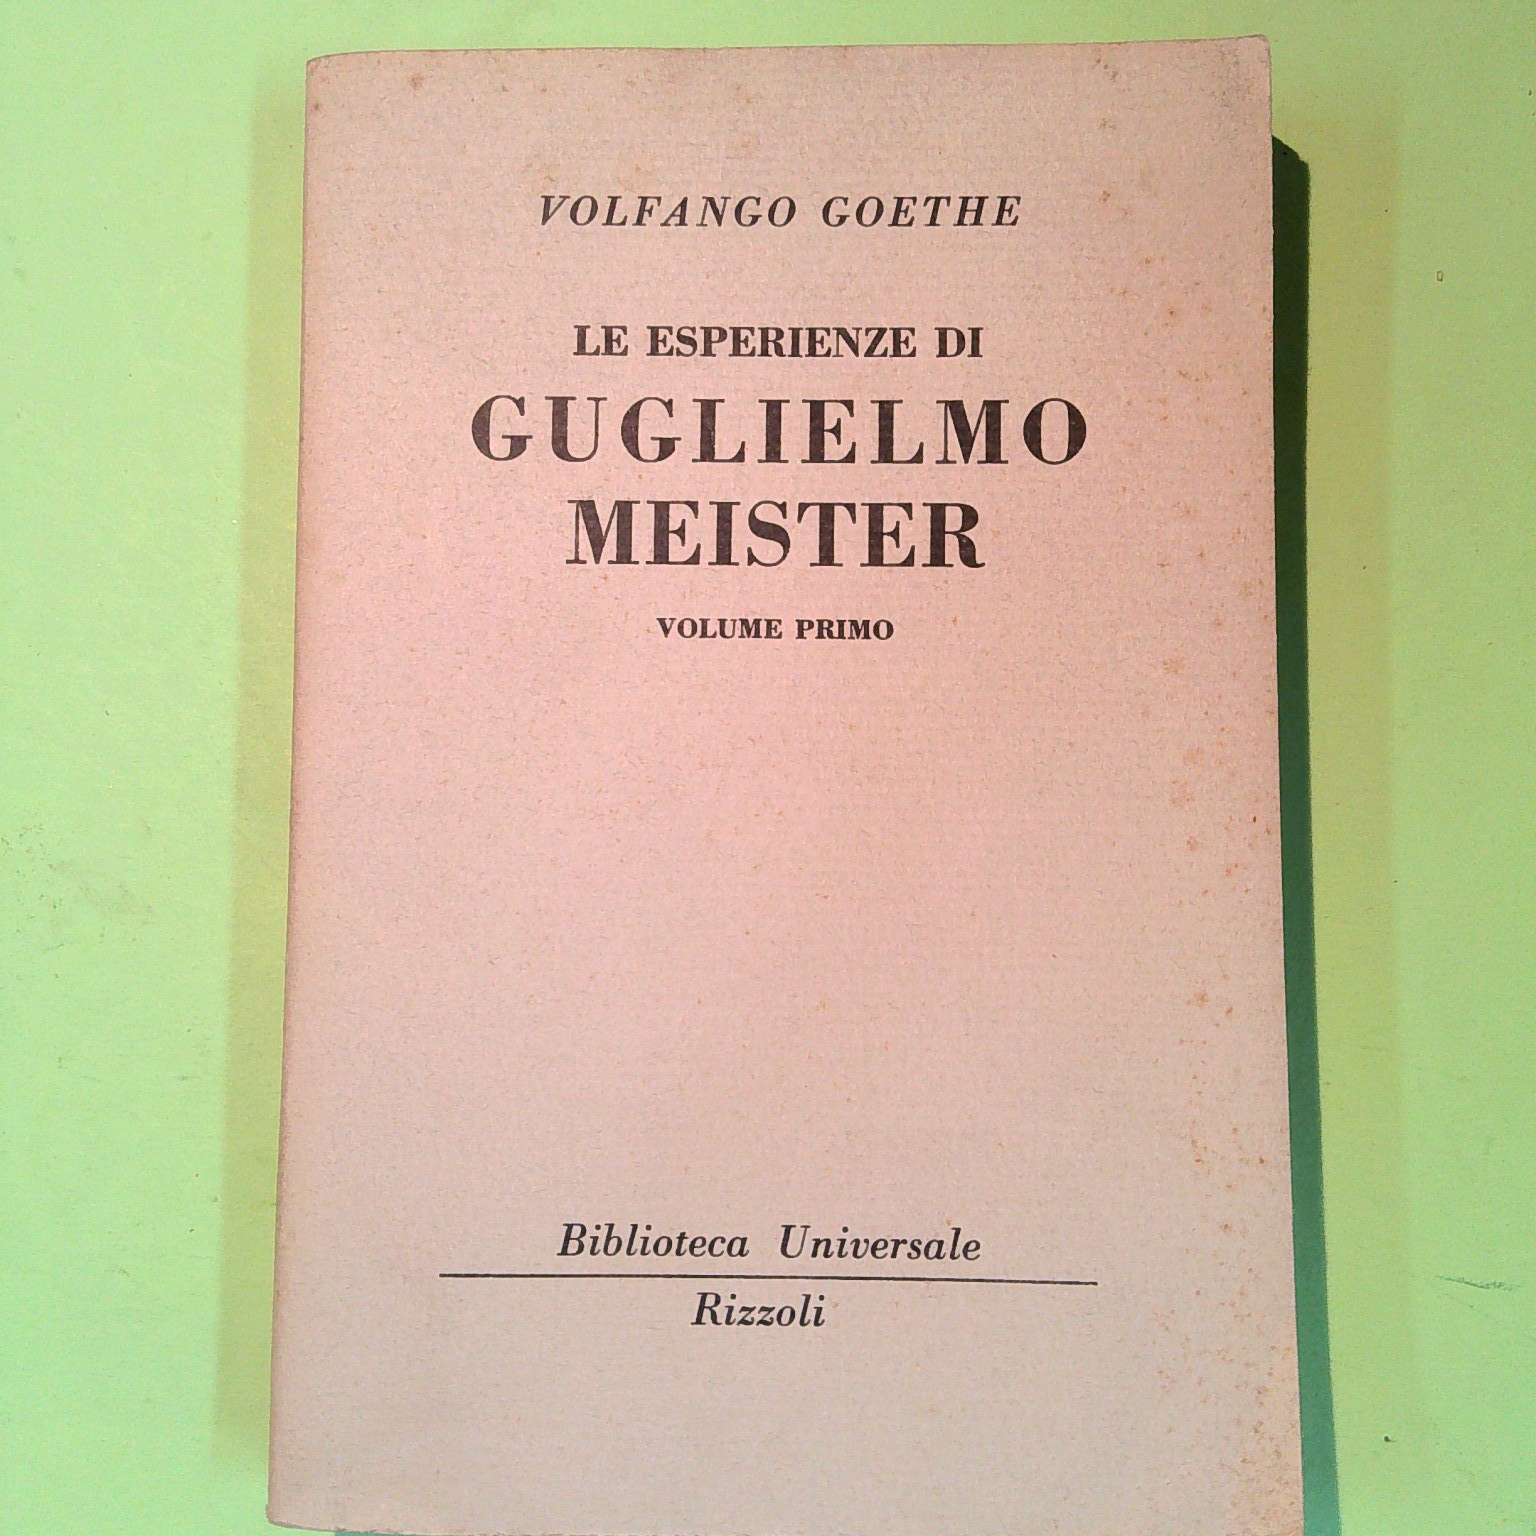 VOLFANGO GOETHE
LE ESPERIENZE DI
GUGLIELMO
MEISTER
VOLUME PRIMO
Biblioteca Universale
Rizzoli